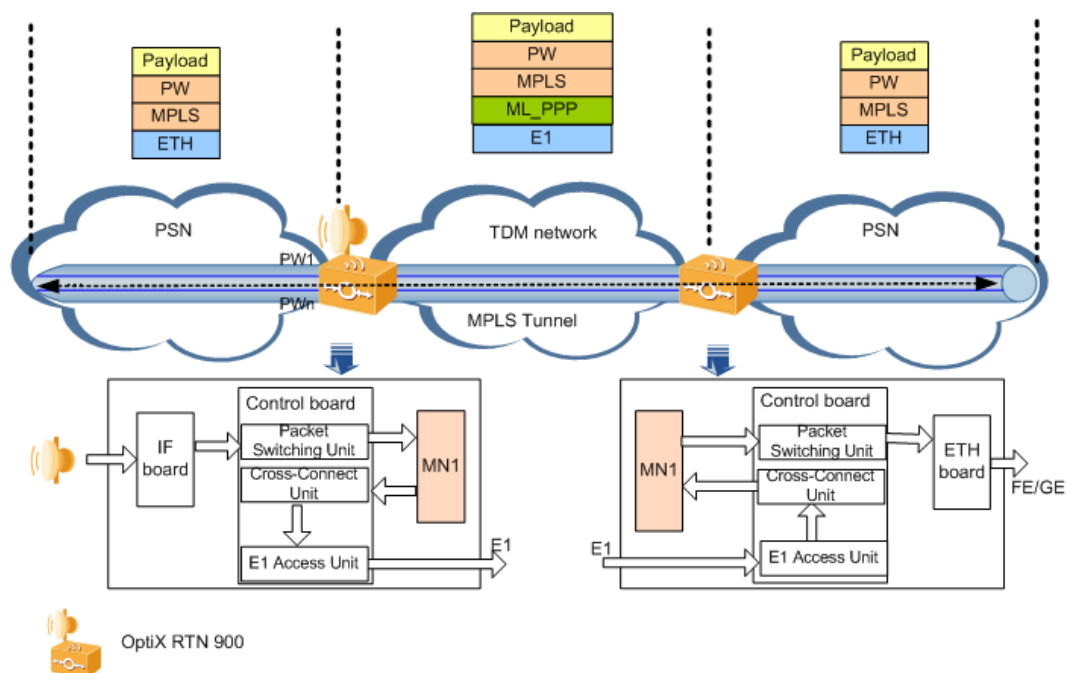 Payload
PW
MPLS
ETH
Payload
PW
MPLS
ML_PPP
E1
Payload
PW
MPLS
ETH
PSN
TDM network
PSN
PW1
PWn
MPLS Tunnel
IF
board
Control board
Packet
Switching Unit
Cross-Connect
Unit
E1 Access Unit
MN1
E1
MN1
Control board
Packet
Switching Unit
Cross-Connect
Unit
E1 Access Unit
E1
ETH
board
FE/GE
OptiX RTN 900